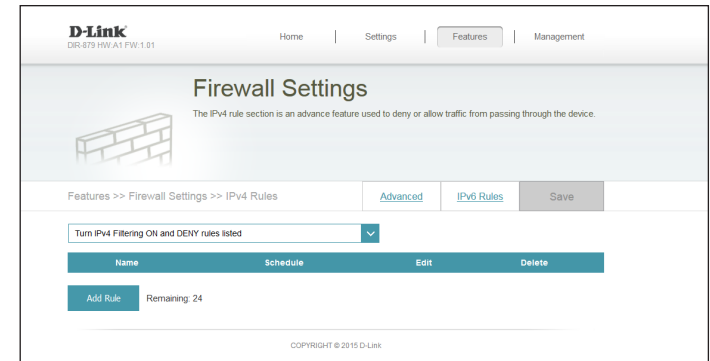 D-Link
DIR-879 HW:A1 FW:1.01
Home | Settings | Features | Management
Firewall Settings
The IPv4 rule section is an advance feature used to deny or allow traffic from passing through the device.
Features >> Firewall Settings >> IPv4 Rules
Advanced
IPv6 Rules
Save
Turn IPv4 Filtering ON and DENY rules listed
Name Schedule Edit Delete
Add Rule Remaining: 24
COPYRIGHT © 2015 D-Link